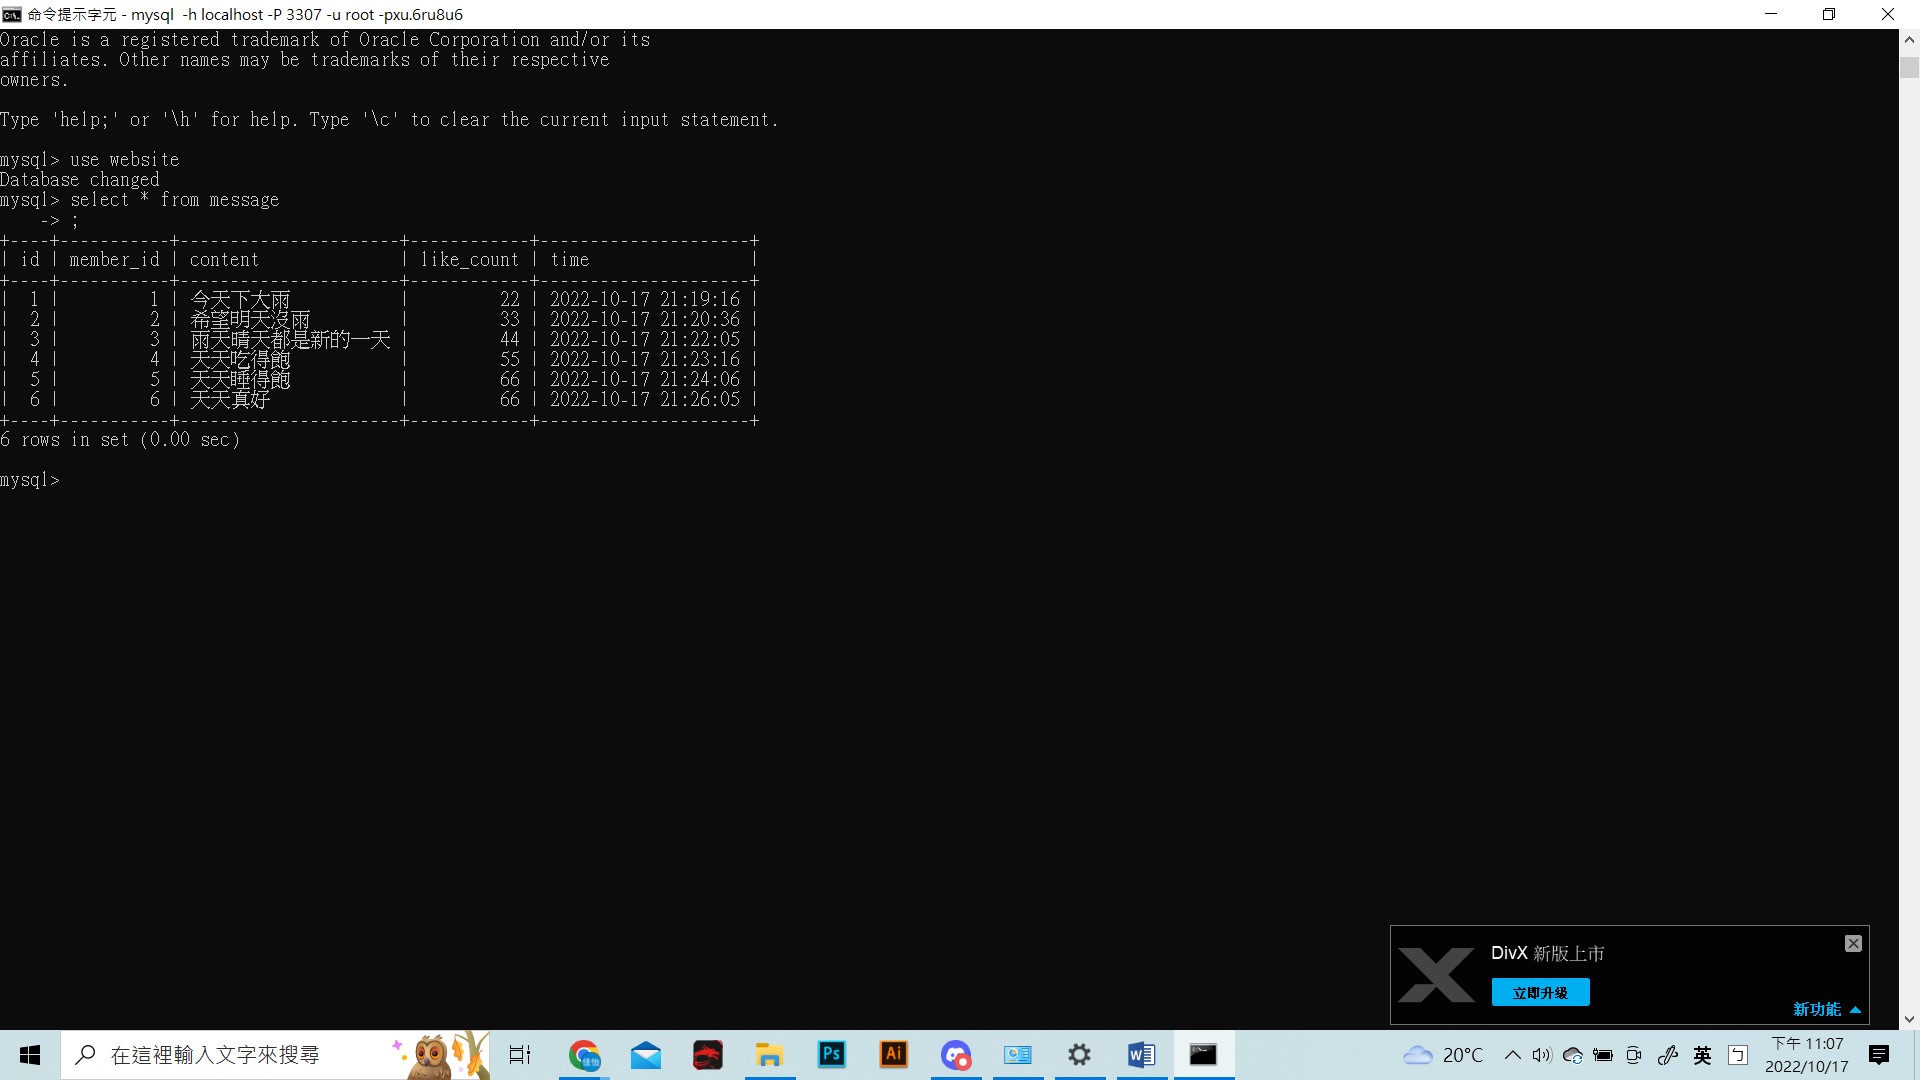 命令提示字元 - mysql  -h localhost -P 3307 -u root -pxu.6ru8u6
Oracle is a registered trademark of Oracle Corporation and/or its
affiliates. Other names may be trademarks of their respective
owners.
Type 'help;' or '\h' for help. Type '\c' to clear the current input statement.
mysql> use website
Database changed
mysql> select * from message
    -> ;
+----+-----------+----------------------+------------+---------------------+
| id | member_id | content              | like_count | time                |
+----+-----------+----------------------+------------+---------------------+
|  1 |         1 | 今天下大雨           |         22 | 2022-10-17 21:19:16 |
|  2 |         2 | 希望明天沒雨         |         33 | 2022-10-17 21:20:36 |
|  3 |         3 | 雨天晴天都是新的一天 |         44 | 2022-10-17 21:22:05 |
|  4 |         4 | 天天吃得飽           |         55 | 2022-10-17 21:23:16 |
|  5 |         5 | 天天睡得飽           |         66 | 2022-10-17 21:24:06 |
|  6 |         6 | 天天真好             |         66 | 2022-10-17 21:26:05 |
+----+-----------+----------------------+------------+---------------------+
6 rows in set (0.00 sec)
mysql>
DivX 新版上市
立即升級
新功能
在這裡輸入文字來搜尋
佳怡
Ps
Ai
20°C
英
下午 11:07
2022/10/17